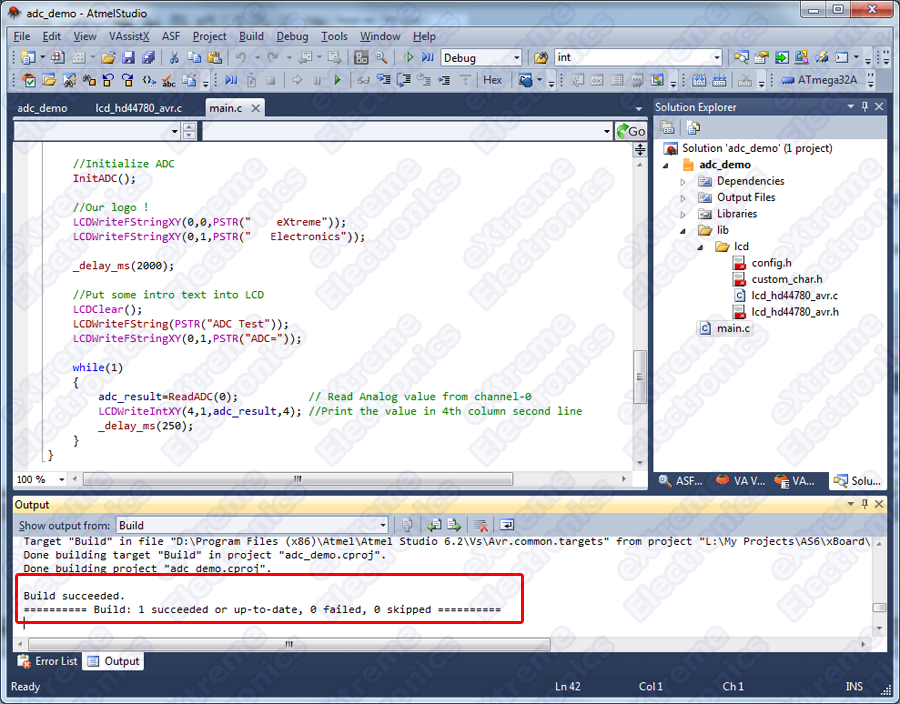 adc_demo - AtmelStudio
File Edit View VAssistX ASF Project Build Debug Tools Window Help
Debug int
Hex ATmega32A
adc_demo lcd_hd44780_avr.c main.c
Go
//Initialize ADC
InitADC();
//Our logo !
LCDWriteFStringXY(0,0,PSTR("    eXtreme"));
LCDWriteFStringXY(0,1,PSTR("   Electronics"));
_delay_ms(2000);
//Put some intro text into LCD
LCDClear();
LCDWriteFString(PSTR("ADC Test"));
LCDWriteFStringXY(0,1,PSTR("ADC="));
while(1)
{
adc_result=ReadADC(0);           // Read Analog value from channel-0
LCDWriteIntXY(4,1,adc_result,4); //Print the value in 4th column second line
_delay_ms(250);
}
}
100 %
Solution Explorer
Solution 'adc_demo' (1 project)
adc_demo
Dependencies
Output Files
Libraries
lib
lcd
config.h
custom_char.h
lcd_hd44780_avr.c
lcd_hd44780_avr.h
main.c
ASF... VA V... VA... Solu...
Output
Show output from: Build
Target "Build" in file "D:\Program Files (x86)\Atmel\Atmel Studio 6.2\Vs\Avr.common.targets" from project "L:\My Projects\AS6\xBoard\
Done building target "Build" in project "adc_demo.cproj".
Done building project "adc_demo.cproj".
Build succeeded.
========== Build: 1 succeeded or up-to-date, 0 failed, 0 skipped ==========
Error List Output
Ready Ln 42 Col 1 Ch 1 INS
eXtreme
Electronics